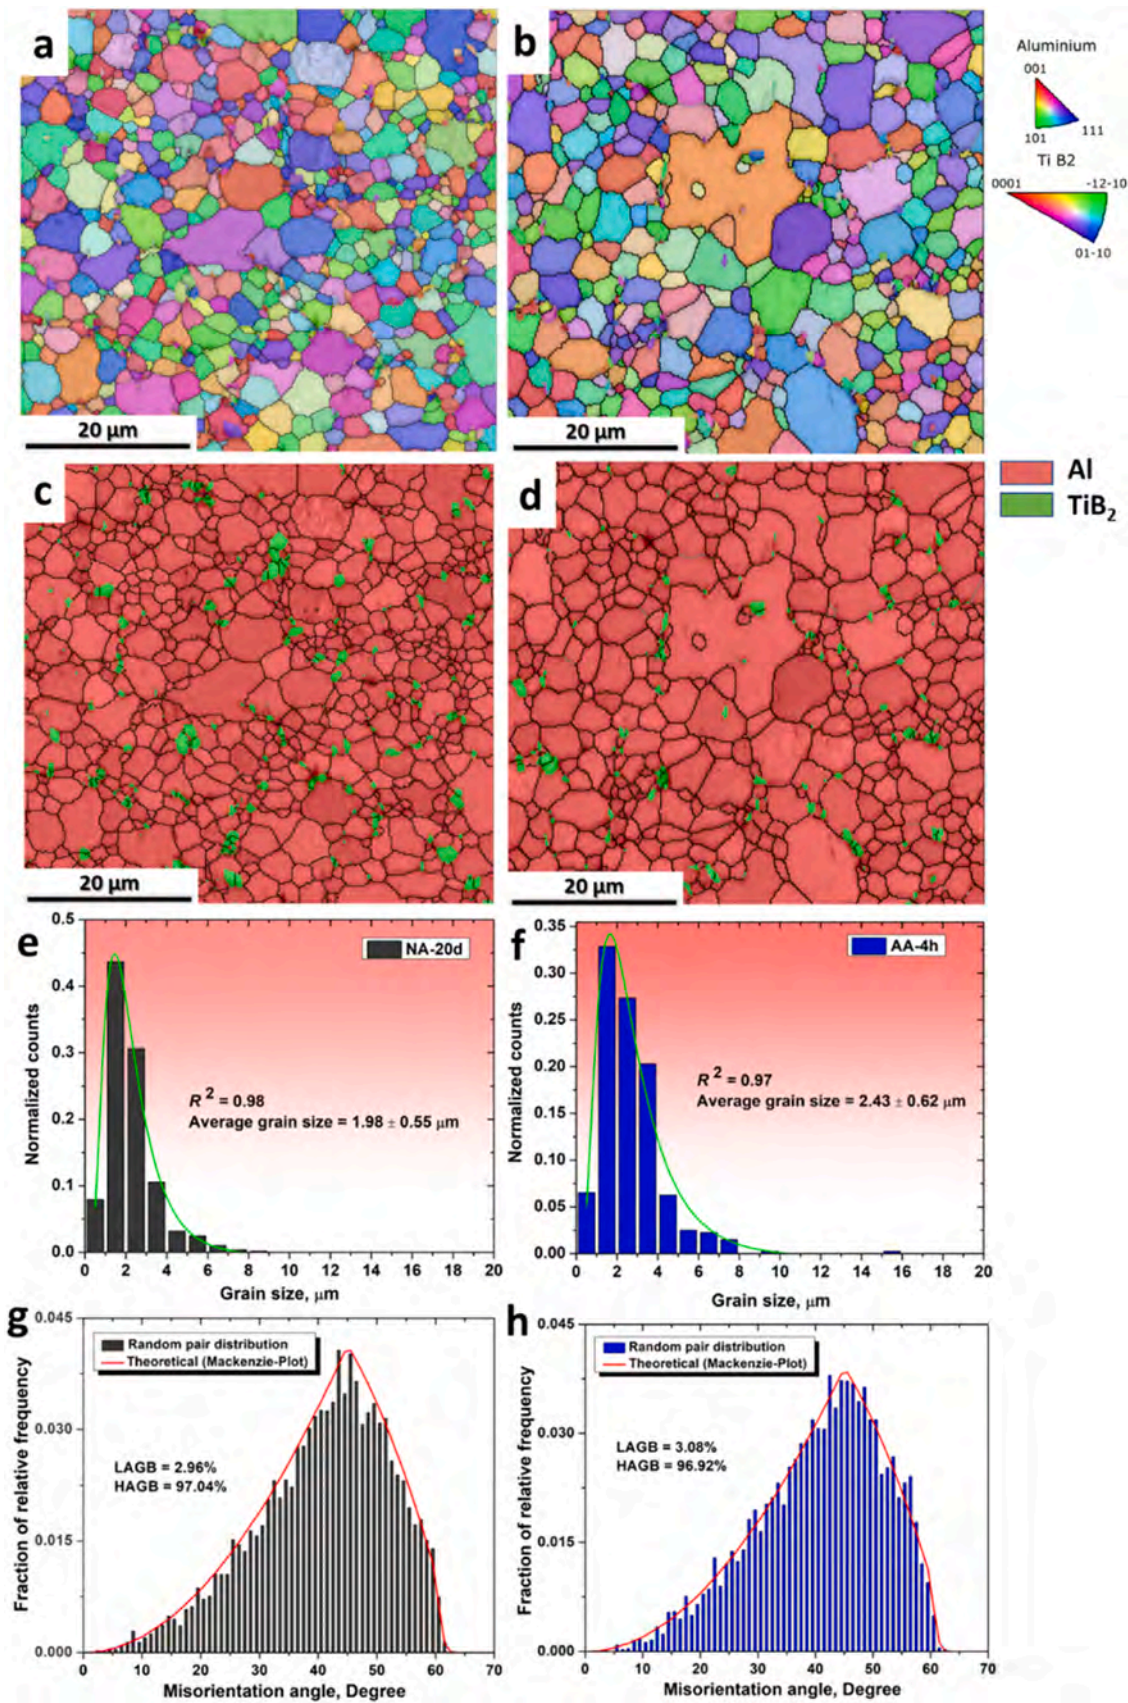 a
b
Aluminium
001
101
111
Ti B2
0001
-12-10
01-10
20 μm
20 μm
c
d
Al
TiB₂
20 μm
20 μm
e
NA-20d
R² = 0.98
Average grain size = 1.98 ± 0.55 μm
Normalized counts
0.5
0.4
0.3
0.2
0.1
0.0
0 2 4 6 8 10 12 14 16 18 20
Grain size, μm
f
AA-4h
R² = 0.97
Average grain size = 2.43 ± 0.62 μm
Normalized counts
0.35
0.30
0.25
0.20
0.15
0.10
0.05
0.00
0 2 4 6 8 10 12 14 16 18 20
Grain size, μm
g
Random pair distribution
Theoretical (Mackenzie-Plot)
LAGB = 2.96%
HAGB = 97.04%
Fraction of relative frequency
0.045
0.030
0.015
0.000
0 10 20 30 40 50 60 70
Misorientation angle, Degree
h
Random pair distribution
Theoretical (Mackenzie-Plot)
LAGB = 3.08%
HAGB = 96.92%
Fraction of relative frequency
0.045
0.030
0.015
0.000
0 10 20 30 40 50 60 70
Misorientation angle, Degree